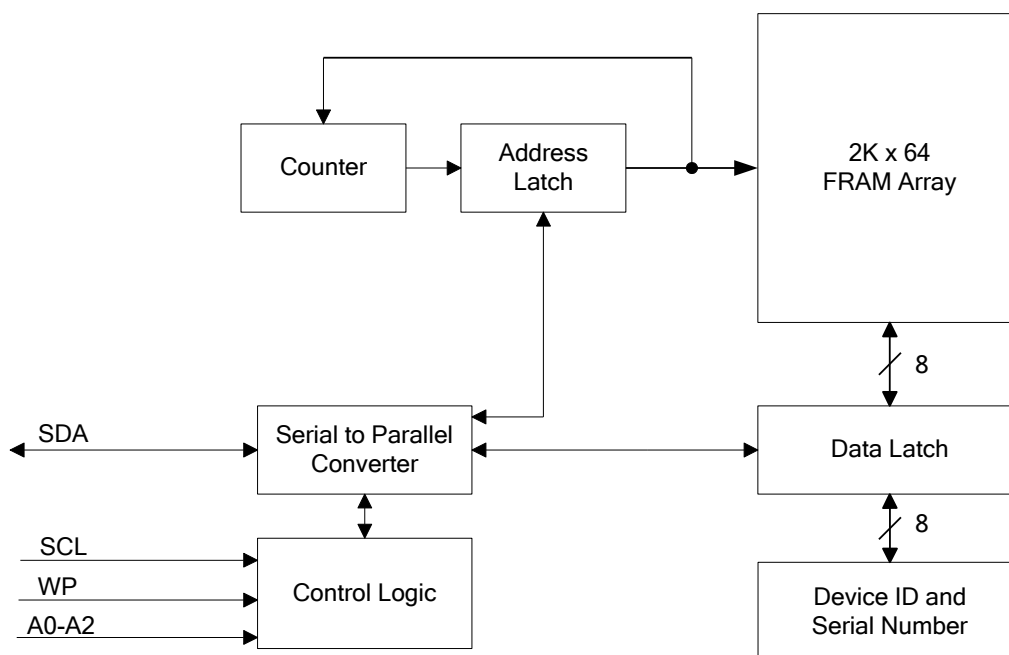 Counter
Address
Latch
2K x 64
FRAM Array
8
SDA
Serial to Parallel
Converter
Data Latch
8
SCL
WP
A0-A2
Control Logic
Device ID and
Serial Number